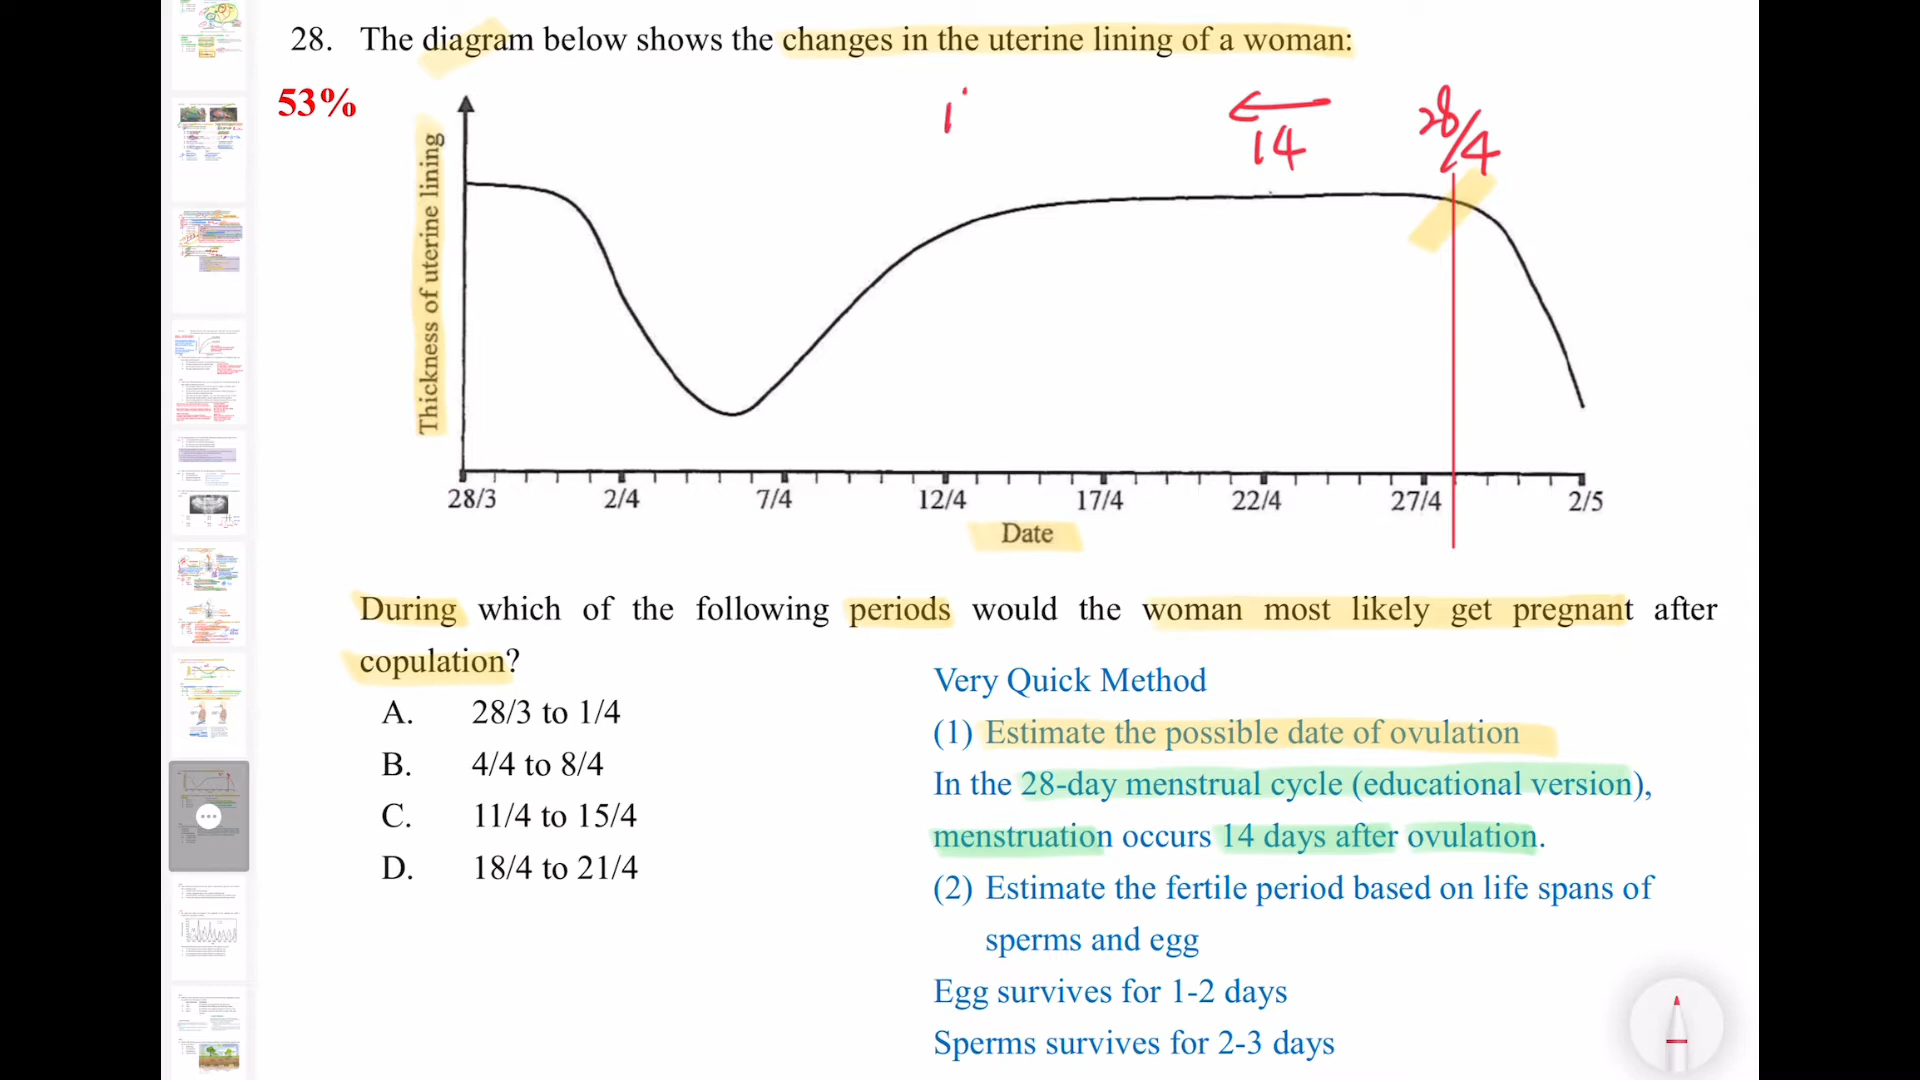 28. The diagram below shows the changes in the uterine lining of a woman:
53%
14
28/4
Thickness of uterine lining
28/3 2/4 7/4 12/4 17/4 22/4 27/4 2/5
Date
During which of the following periods would the woman most likely get pregnant after
copulation?
A. 28/3 to 1/4
B. 4/4 to 8/4
C. 11/4 to 15/4
D. 18/4 to 21/4
Very Quick Method
(1) Estimate the possible date of ovulation
In the 28-day menstrual cycle (educational version),
menstruation occurs 14 days after ovulation.
(2) Estimate the fertile period based on life spans of
sperms and egg
Egg survives for 1-2 days
Sperms survives for 2-3 days